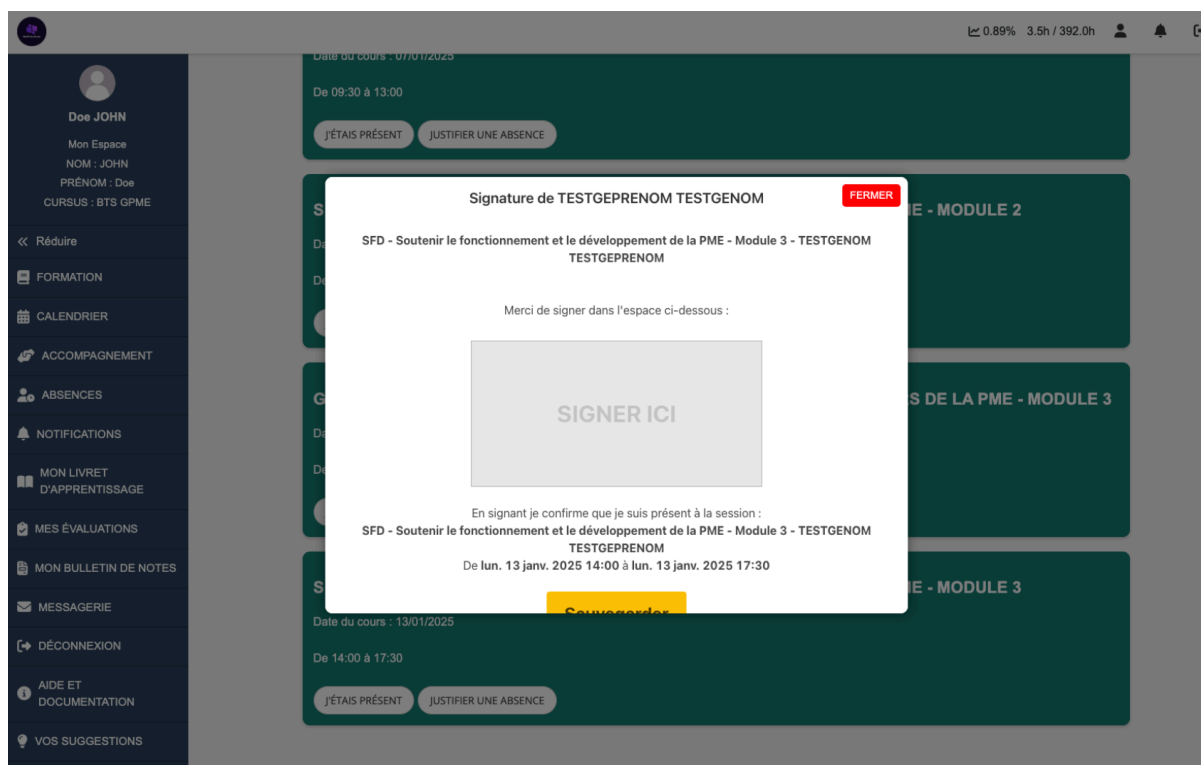 0.89% 3.5h / 392.0h
Doe JOHN
Mon Espace
NOM : JOHN
PRÉNOM : Doe
CURSUS : BTS GPME
Réduire
FORMATION
CALENDRIER
ACCOMPAGNEMENT
ABSENCES
NOTIFICATIONS
MON LIVRET
D'APPRENTISSAGE
MES ÉVALUATIONS
MON BULLETIN DE NOTES
MESSAGERIE
DÉCONNEXION
AIDE ET
DOCUMENTATION
VOS SUGGESTIONS
Date du cours : 07/01/2025
De 09:30 à 13:00
J'ÉTAIS PRÉSENT JUSTIFIER UNE ABSENCE
S
E - MODULE 2
Da
De
G
S DE LA PME - MODULE 3
Da
De
Signature de TESTGEPRENOM TESTGENOM
FERMER
SFD - Soutenir le fonctionnement et le développement de la PME - Module 3 - TESTGENOM
TESTGEPRENOM
Merci de signer dans l'espace ci-dessous :
SIGNER ICI
En signant je confirme que je suis présent à la session :
SFD - Soutenir le fonctionnement et le développement de la PME - Module 3 - TESTGENOM
TESTGEPRENOM
De lun. 13 janv. 2025 14:00 à lun. 13 janv. 2025 17:30
Sauvegarder
S
E - MODULE 3
Date du cours : 13/01/2025
De 14:00 à 17:30
J'ÉTAIS PRÉSENT JUSTIFIER UNE ABSENCE